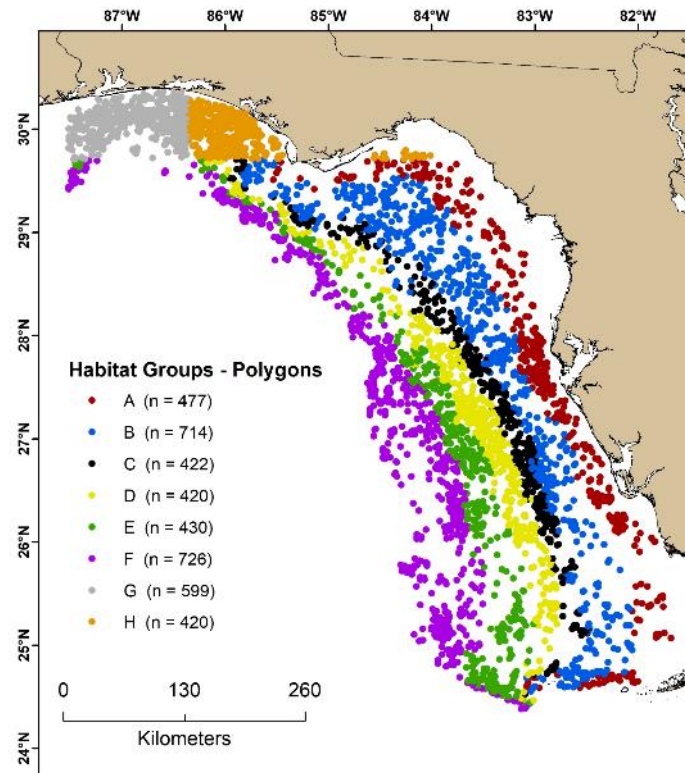 87°W 86°W 85°W 84°W 83°W 82°W
30°N
29°N
28°N
27°N
26°N
25°N
24°N
Habitat Groups - Polygons
A (n = 477)
B (n = 714)
C (n = 422)
D (n = 420)
E (n = 430)
F (n = 726)
G (n = 599)
H (n = 420)
0 130 260
Kilometers